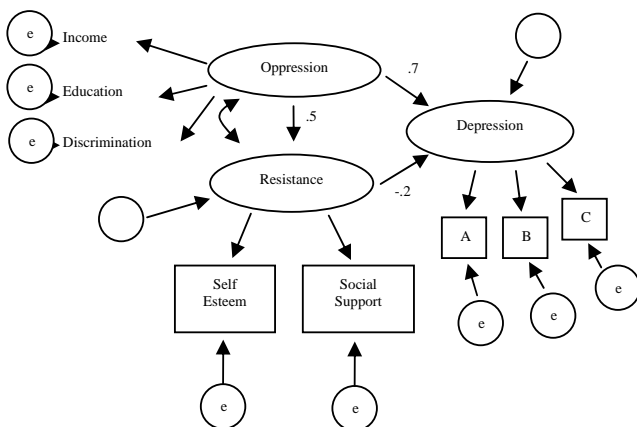 e Income
e Education
e Discrimination
Oppression
.7
.5
Depression
Resistance
-.2
A
B
C
Self
Esteem
Social
Support
e
e
e
e
e